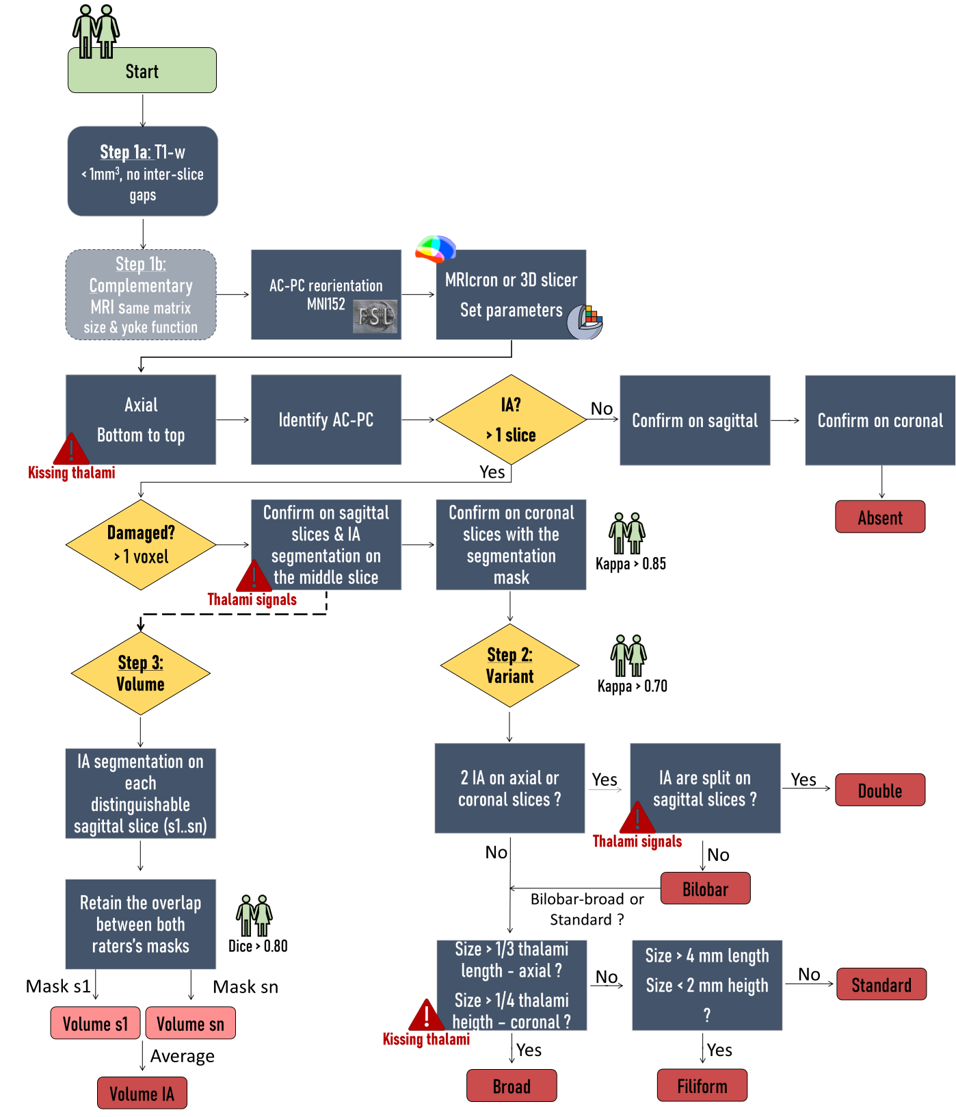 Start
Step 1a: T1-w
< 1mm³, no inter-slice
gaps
Step 1b:
Complementary
MRI same matrix
size & yoke function
AC-PC reorientation
MNI152
FSL
MRIcron or 3D slicer
Set parameters
Axial
Bottom to top
Kissing thalami
Identify AC-PC
IA?
> 1 slice
No
Confirm on sagittal
Confirm on coronal
Yes
Absent
Damaged?
> 1 voxel
Confirm on sagittal
slices & IA
segmentation on
the middle slice
Thalami signals
Confirm on coronal
slices with the
segmentation
mask
Kappa > 0.85
Step 3:
Volume
Step 2:
Variant
Kappa > 0.70
IA segmentation on
each
distinguishable
sagittal slice (s1..sn)
2 IA on axial or
coronal slices ?
Yes
IA are split on
sagittal slices ?
Thalami signals
Yes
Double
No
No
Bilobar
Bilobar-broad or
Standard ?
Retain the overlap
between both
raters's masks
Dice > 0.80
Mask s1
Mask sn
Volume s1
Volume sn
Average
Volume IA
Size > 1/3 thalami
length – axial ?
Size > 1/4 thalami
heigth – coronal ?
Kissing thalami
No
Size > 4 mm length
Size < 2 mm heigth
?
No
Standard
Yes
Broad
Yes
Filiform